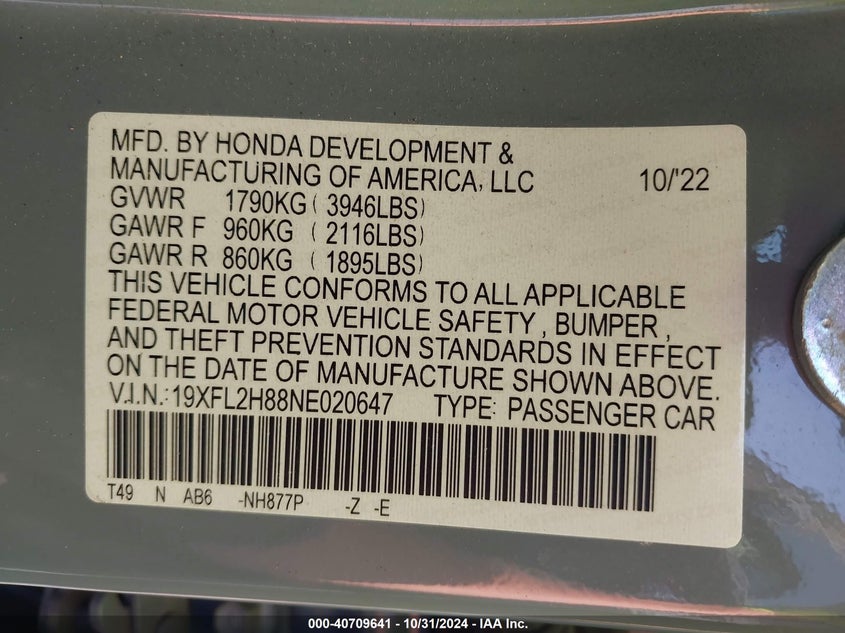 MFD. BY HONDA DEVELOPMENT &
MANUFACTURING OF AMERICA, LLC 10/'22
GVWR 1790KG ( 3946LBS)
GAWR F 960KG ( 2116LBS)
GAWR R 860KG ( 1895LBS)
THIS VEHICLE CONFORMS TO ALL APPLICABLE
FEDERAL MOTOR VEHICLE SAFETY , BUMPER ,
AND THEFT PREVENTION STANDARDS IN EFFECT
ON THE DATE OF MANUFACTURE SHOWN ABOVE.
V.I.N.:19XFL2H88NE020647 TYPE: PASSENGER CAR
T49 N AB6 -NH877P -Z -E
000-40709641 - 10/31/2024 - IAA Inc.